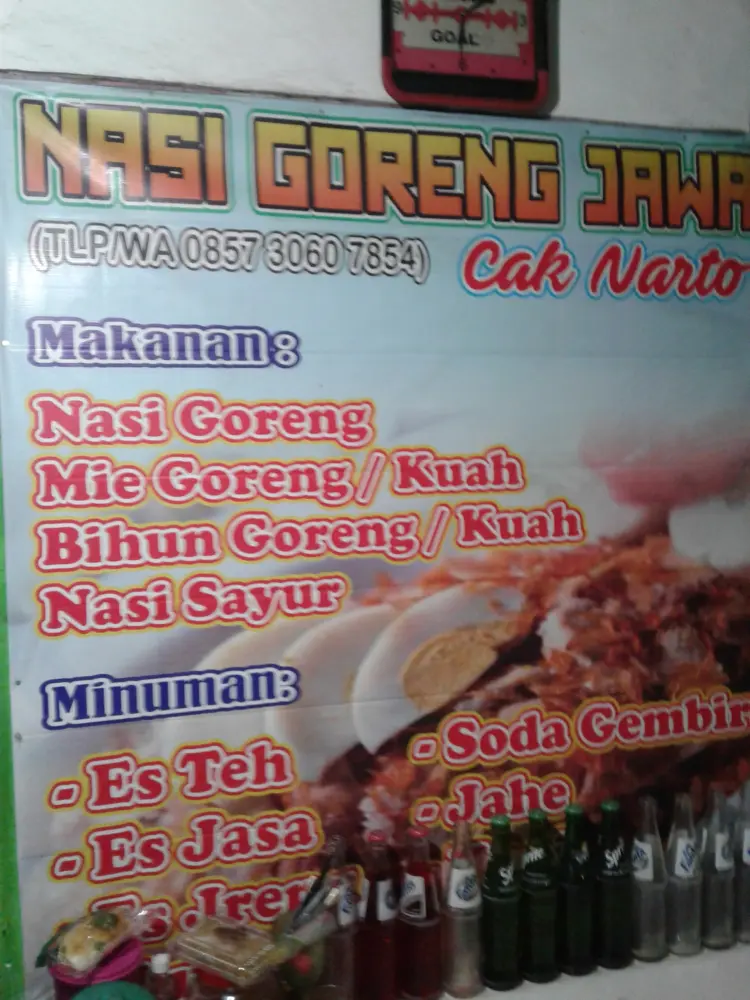 GOAL
NASI GORENG JAWA
(TLP/WA 0857 3060 7854)
Cak Narto
Makanan :
Nasi Goreng
Mie Goreng / Kuah
Bihun Goreng / Kuah
Nasi Sayur
Minuman:
- Es Teh
- Es Jasa
- Soda Gembir
- Jahe